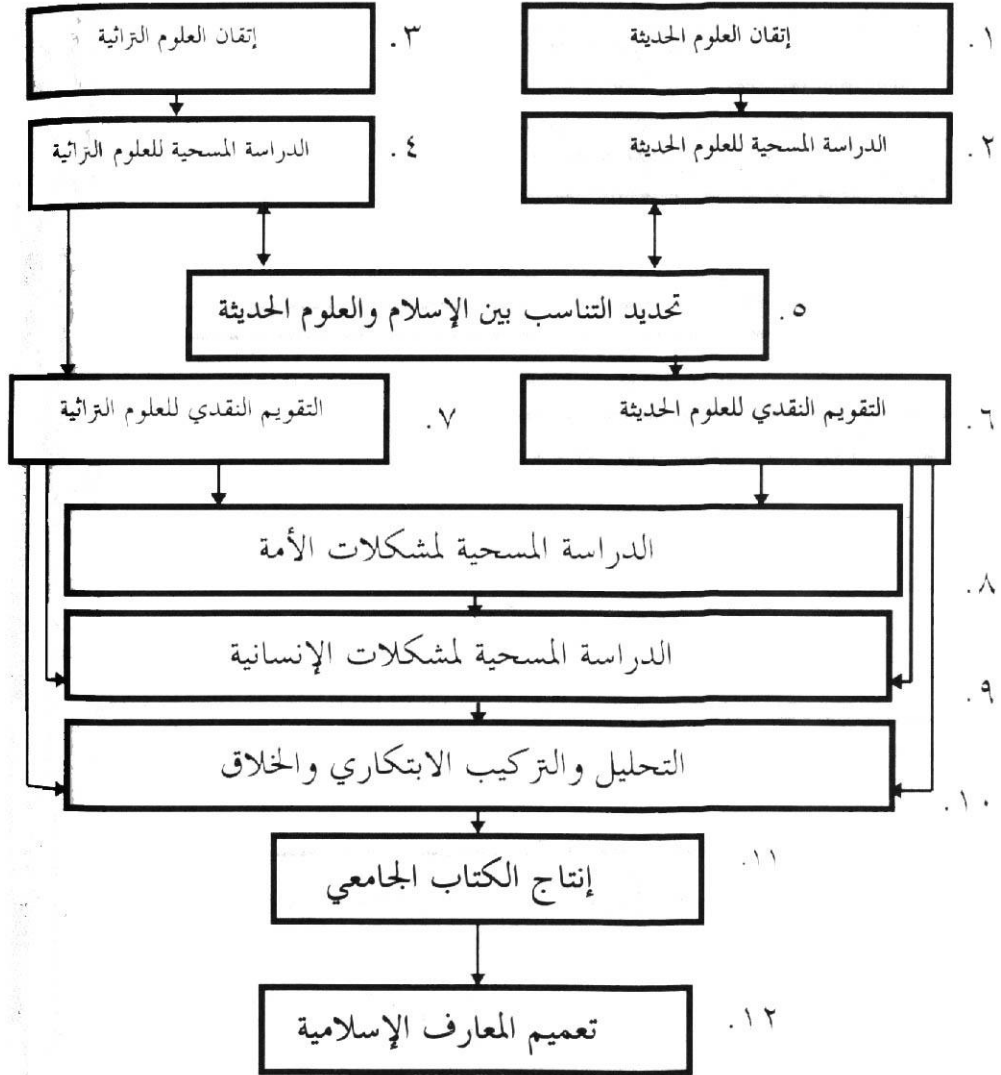 ١. إتقان العلوم الحديثة
٣. إتقان العلوم التراثية
٢. الدراسة المسحية للعلوم الحديثة
٤. الدراسة المسحية للعلوم التراثية
٥. تحديد التناسب بين الإسلام والعلوم الحديثة
٦. التقويم النقدي للعلوم الحديثة
٧. التقويم النقدي للعلوم التراثية
٨. الدراسة المسحية لمشكلات الأمة
٩. الدراسة المسحية لمشكلات الإنسانية
١٠. التحليل والتركيب الابتكاري والخلاق
١١. إنتاج الكتاب الجامعي
١٢. تعميم المعارف الإسلامية